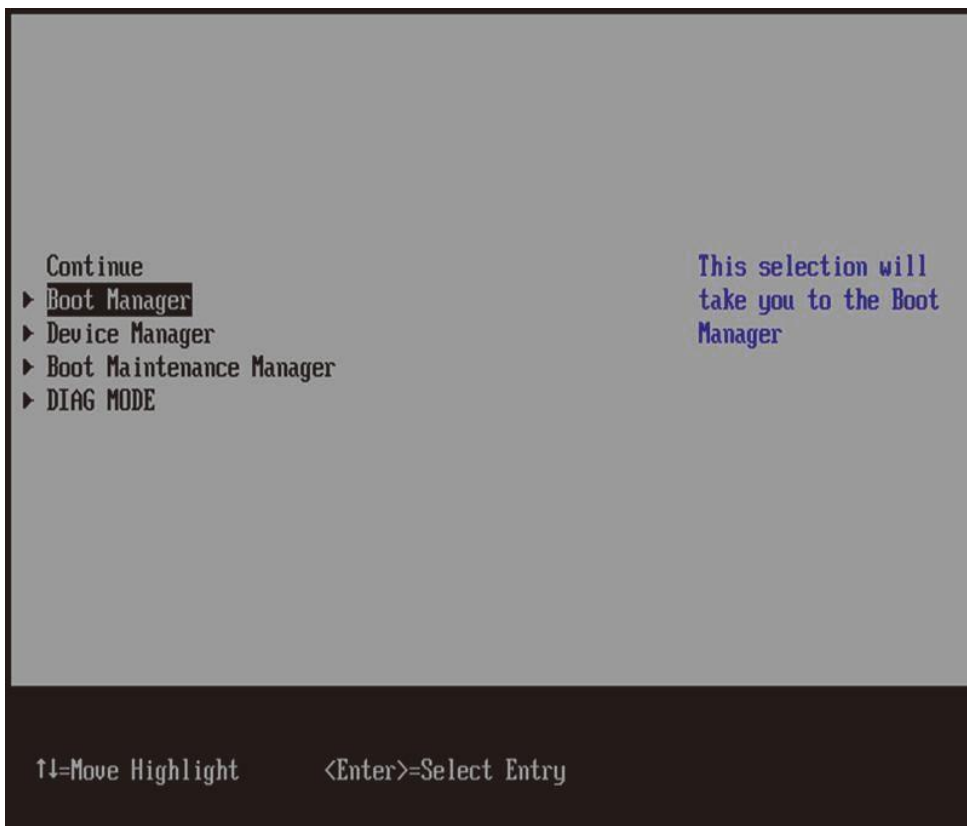 Continue
▶ Boot Manager
▶ Device Manager
▶ Boot Maintenance Manager
▶ DIAG MODE
This selection will
take you to the Boot
Manager
↑↓=Move Highlight
<Enter>=Select Entry